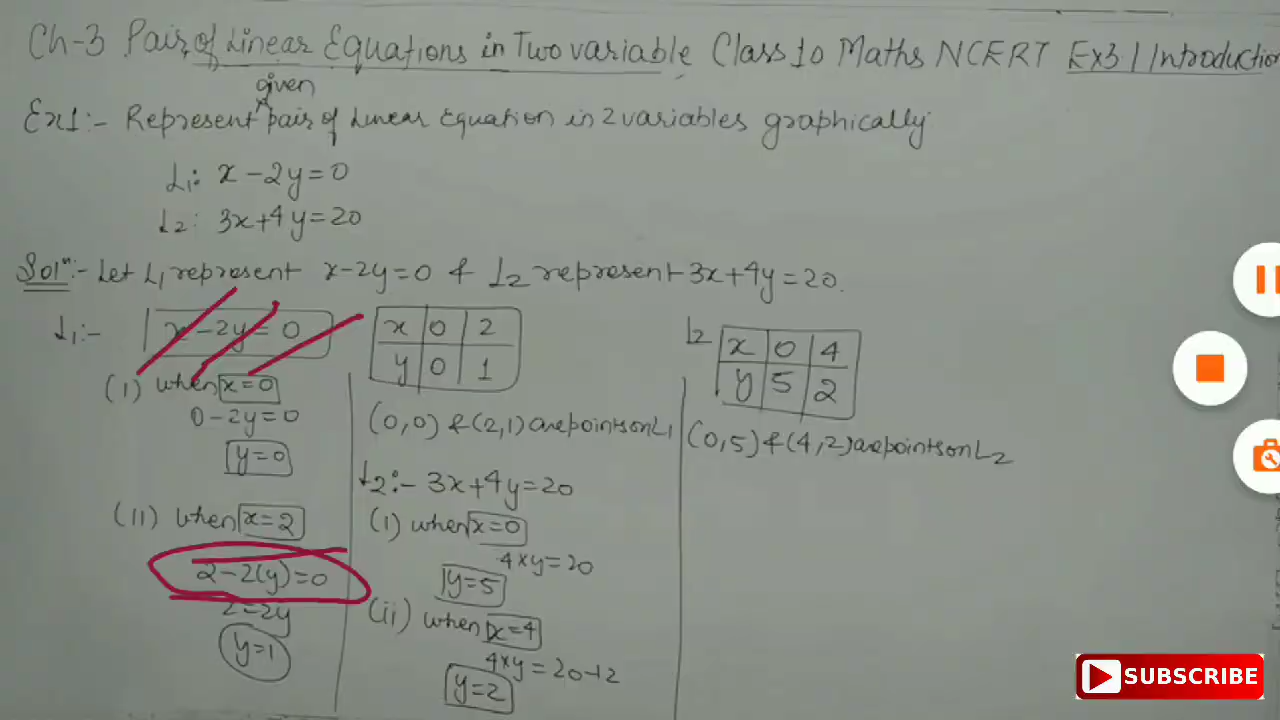 Ch-3 Pair of Linear Equations in Two variable Class 10 Maths NCERT Ex3.1 Introduction
given
Ex1:- Represent pair of Linear Equation in 2 variables graphically
L1: x-2y=0
L2: 3x+4y=20
Solⁿ:- Let L1 represent x-2y=0 & L2 represent 3x+4y=20.
L1:- x-2y=0
x 0 2
y 0 1
(i) when x=0
0-2y=0
y=0
(ii) when x=2
2-2(y)=0
2=2y
y=1
(0,0) & (2,1) are points on L1
L2:- 3x+4y=20
(i) when x=0
4xy=20
y=5
(ii) when x=4
4xy=20-12
y=2
L2
x 0 4
y 5 2
(0,5) & (4,2) are points on L2
SUBSCRIBE